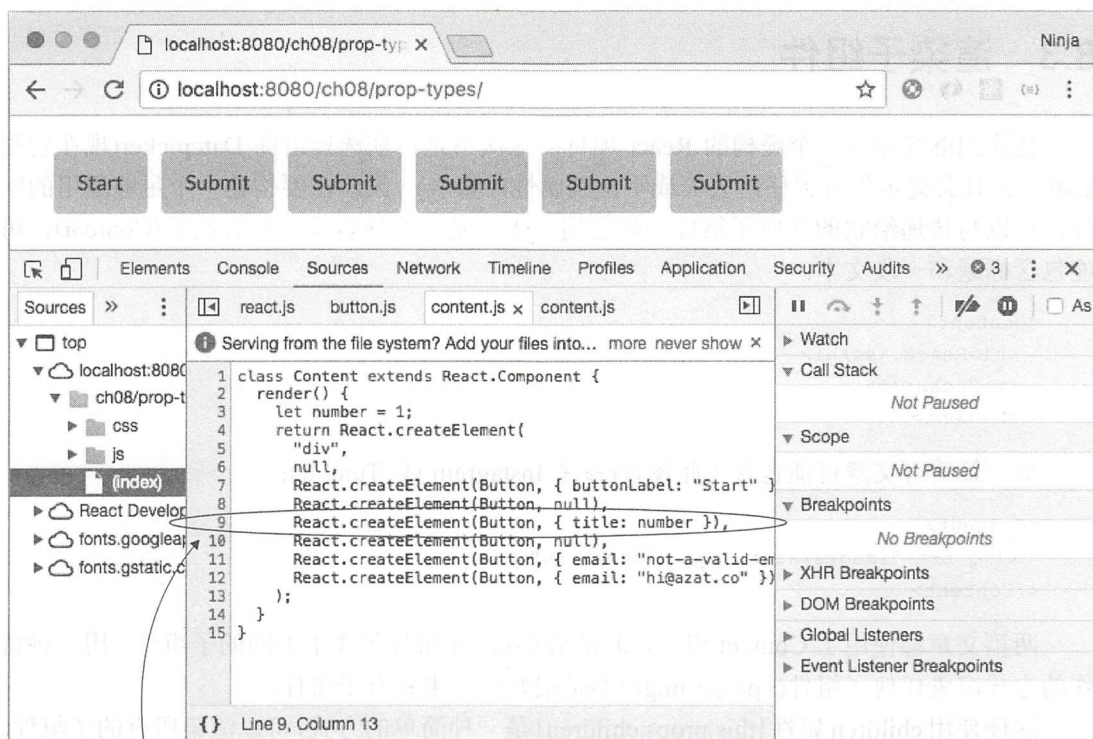 localhost:8080/ch08/prop-typ
Ninja
localhost:8080/ch08/prop-types/
Start Submit Submit Submit Submit Submit
Elements Console Sources Network Timeline Profiles Application Security Audits »
Sources »
react.js button.js content.js × content.js
As
Serving from the file system? Add your files into... more never show ×
top
localhost:8080
ch08/prop-t
css
js
(index)
React Develop
fonts.googleap
fonts.gstatic.c
1 class Content extends React.Component {
2 render() {
3 let number = 1;
4 return React.createElement(
5 "div",
6 null,
7 React.createElement(Button, { buttonLabel: "Start" }
8 React.createElement(Button, null),
9 React.createElement(Button, { title: number }),
10 React.createElement(Button, null),
11 React.createElement(Button, { email: "not-a-valid-em
12 React.createElement(Button, { email: "hi@azat.co" })
13 );
14 }
15 }
{} Line 9, Column 13
Watch
Call Stack
Not Paused
Scope
Not Paused
Breakpoints
No Breakpoints
XHR Breakpoints
DOM Breakpoints
Global Listeners
Event Listener Breakpoints